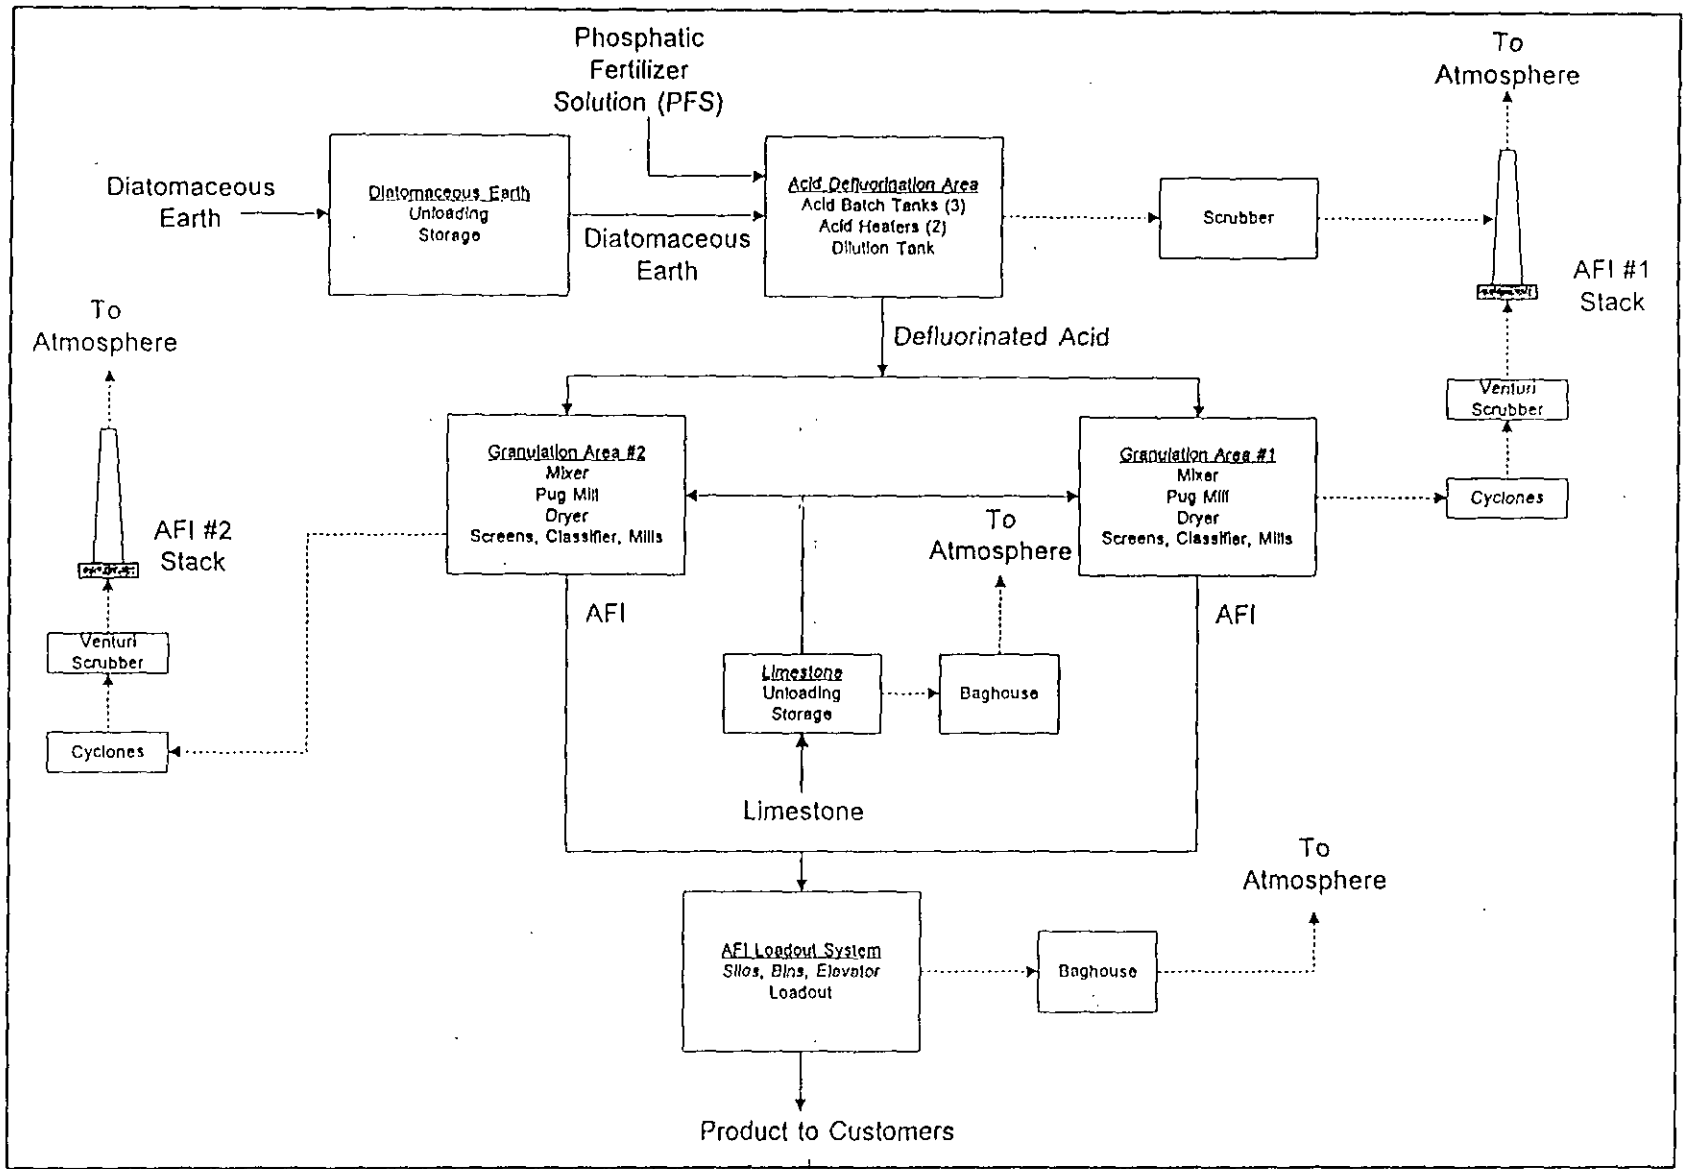 Phosphatic
Fertilizer
Solution (PFS)
To
Atmosphere
Diatomaceous
Earth
Diatomaceous Earth
Unloading
Storage
Diatomaceous
Earth
Acid Defluorination Area
Acid Batch Tanks (3)
Acid Heaters (2)
Dilution Tank
Scrubber
AFI #1
Stack
To
Atmosphere
Defluorinated Acid
Venturi
Scrubber
Granulation Area #2
Mixer
Pug Mill
Dryer
Screens, Classifier, Mills
Granulation Area #1
Mixer
Pug Mill
Dryer
Screens, Classifier, Mills
Cyclones
AFI #2
Stack
To
Atmosphere
AFI
AFI
Venturi
Scrubber
Limestone
Unloading
Storage
Baghouse
Cyclones
Limestone
To
Atmosphere
AFI Loadout System
Silos, Bins, Elevator
Loadout
Baghouse
Product to Customers